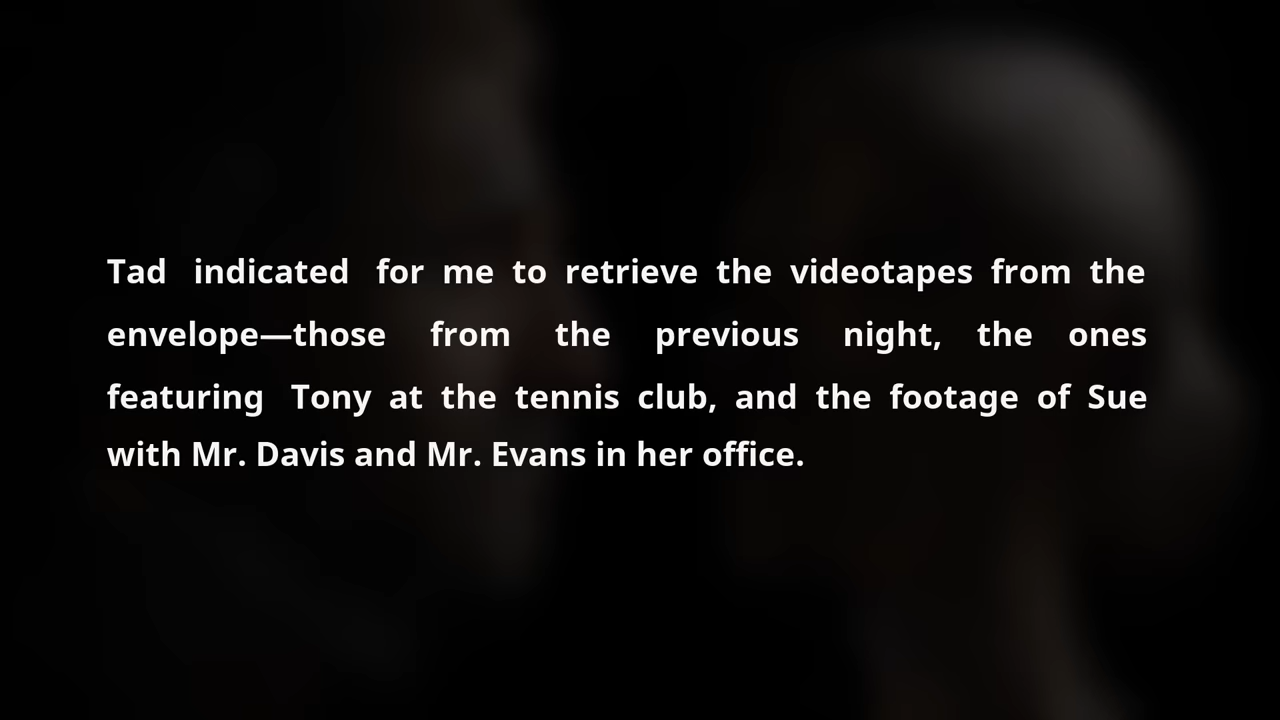 Tad indicated for me to retrieve the videotapes from the
envelope—those from the previous night, the ones
featuring Tony at the tennis club, and the footage of Sue
with Mr. Davis and Mr. Evans in her office.